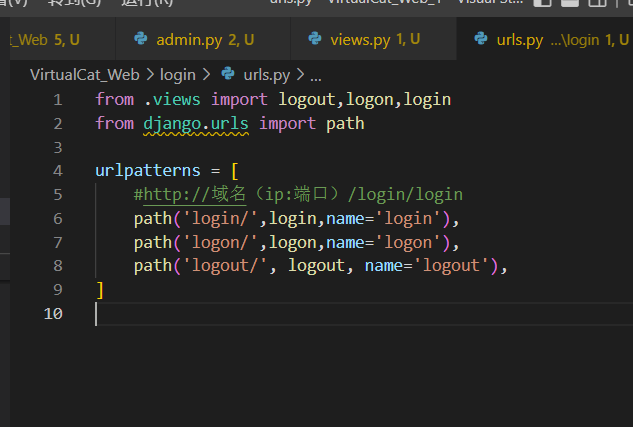 转到(G) 运行(R) urls.py - VirtualCat_Web_1 - Visual St...
t_Web 5, U admin.py 2, U views.py 1, U urls.py ...\login 1, U
VirtualCat_Web > login > urls.py > ...
1 from .views import logout,logon,login
2 from django.urls import path
3
4 urlpatterns = [
5 #http://域名（ip:端口）/login/login
6 path('login/',login,name='login'),
7 path('logon/',logon,name='logon'),
8 path('logout/', logout, name='logout'),
9 ]
10